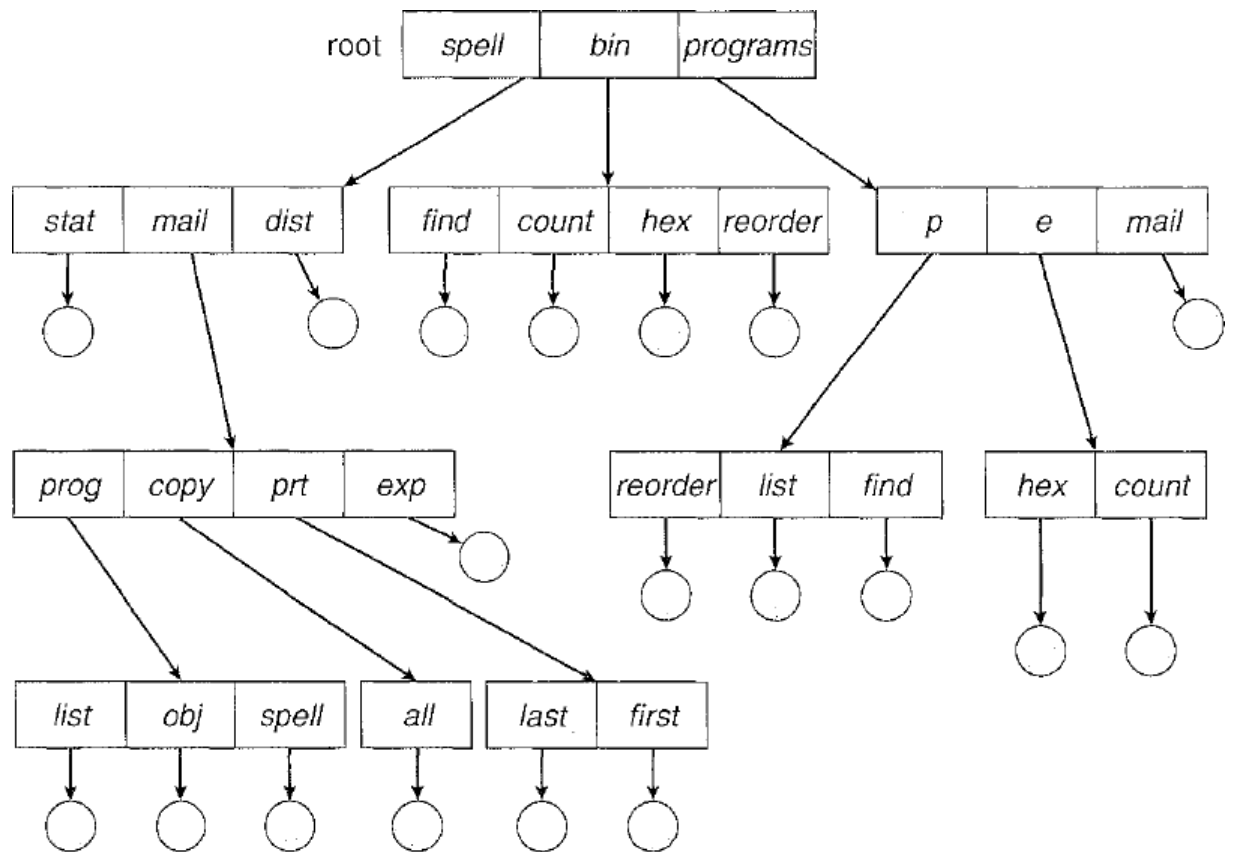 root spell bin programs
stat mail dist find count hex reorder p e mail
prog copy prt exp reorder list find hex count
list obj spell all last first